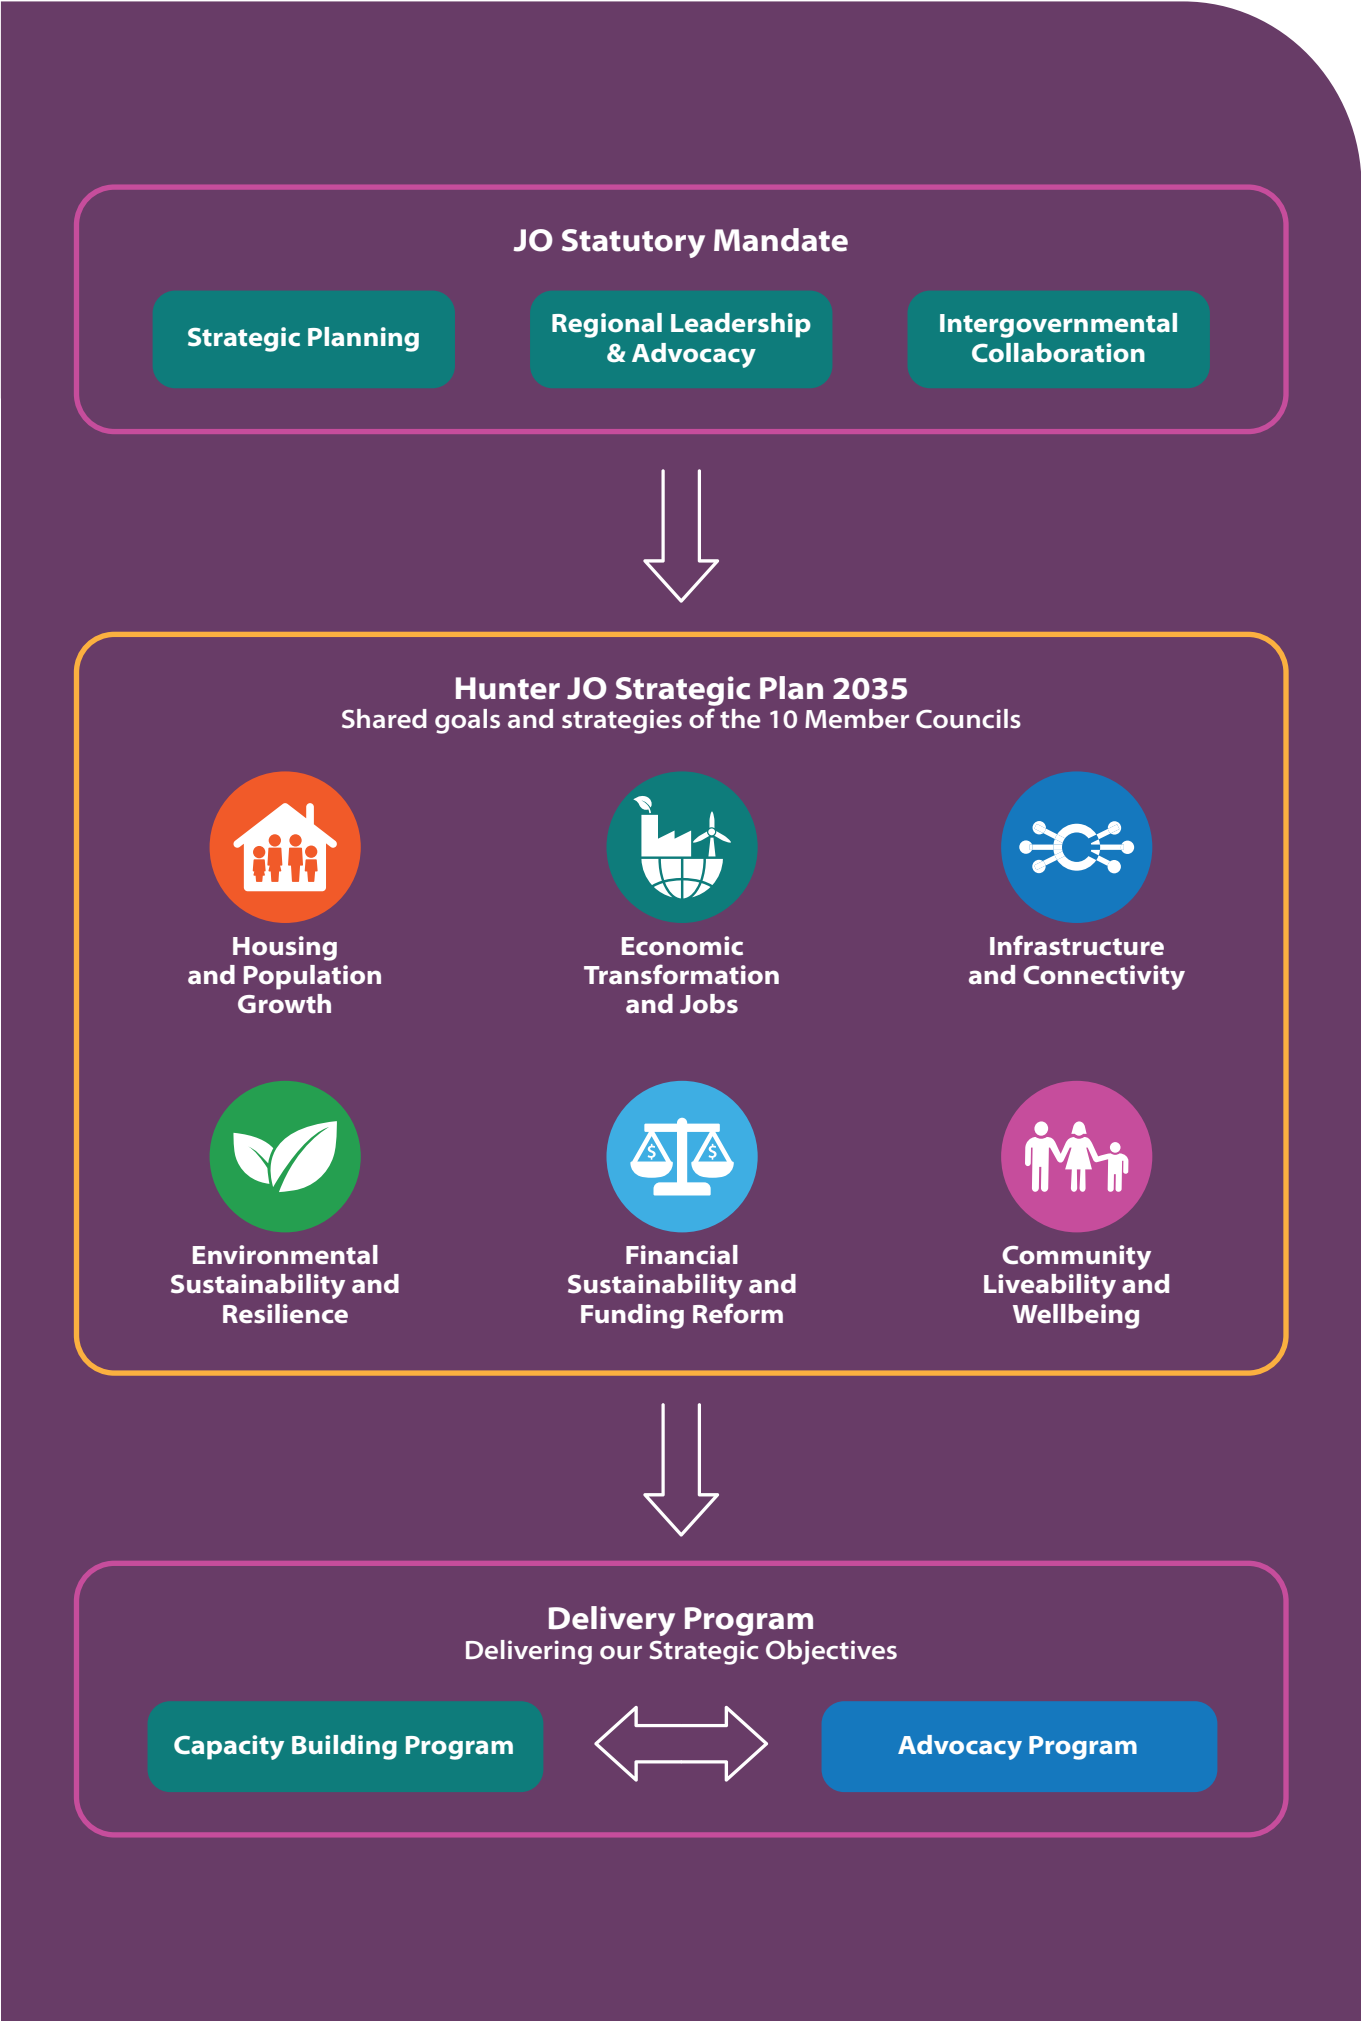 JO Statutory Mandate
Strategic Planning
Regional Leadership
& Advocacy
Intergovernmental
Collaboration
Hunter JO Strategic Plan 2035
Shared goals and strategies of the 10 Member Councils
Housing
and Population
Growth
Economic
Transformation
and Jobs
Infrastructure
and Connectivity
Environmental
Sustainability and
Resilience
$ $
Financial
Sustainability and
Funding Reform
Community
Liveability and
Wellbeing
Delivery Program
Delivering our Strategic Objectives
Capacity Building Program
Advocacy Program